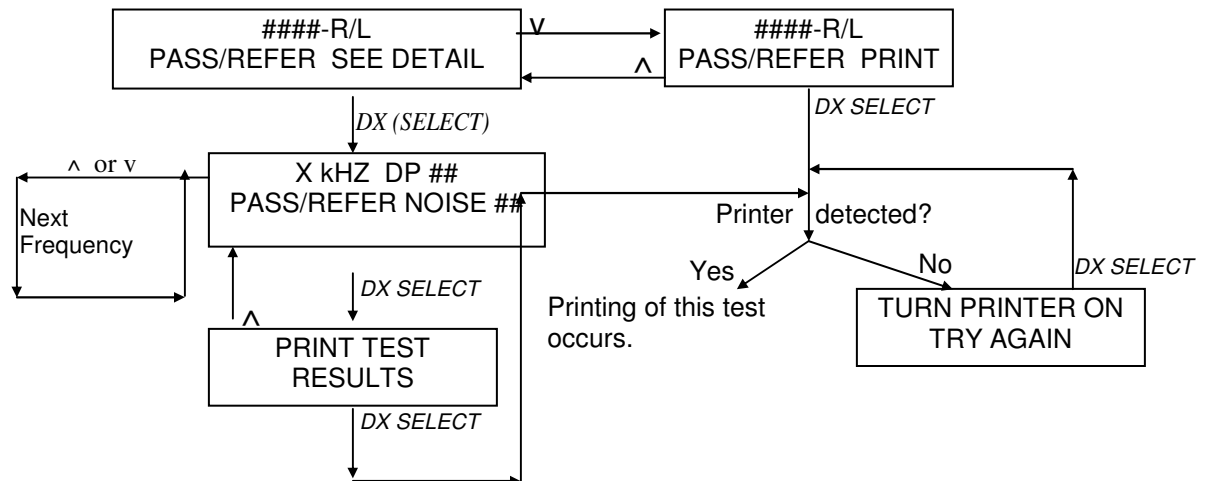 ####-R/L
PASS/REFER SEE DETAIL
v
^
####-R/L
PASS/REFER PRINT
DX (SELECT)
DX SELECT
^ or v
Next
Frequency
X kHZ DP ##
PASS/REFER NOISE ##
Printer detected?
Yes
No
DX SELECT
Printing of this test
occurs.
TURN PRINTER ON
TRY AGAIN
^
DX SELECT
PRINT TEST
RESULTS
DX SELECT